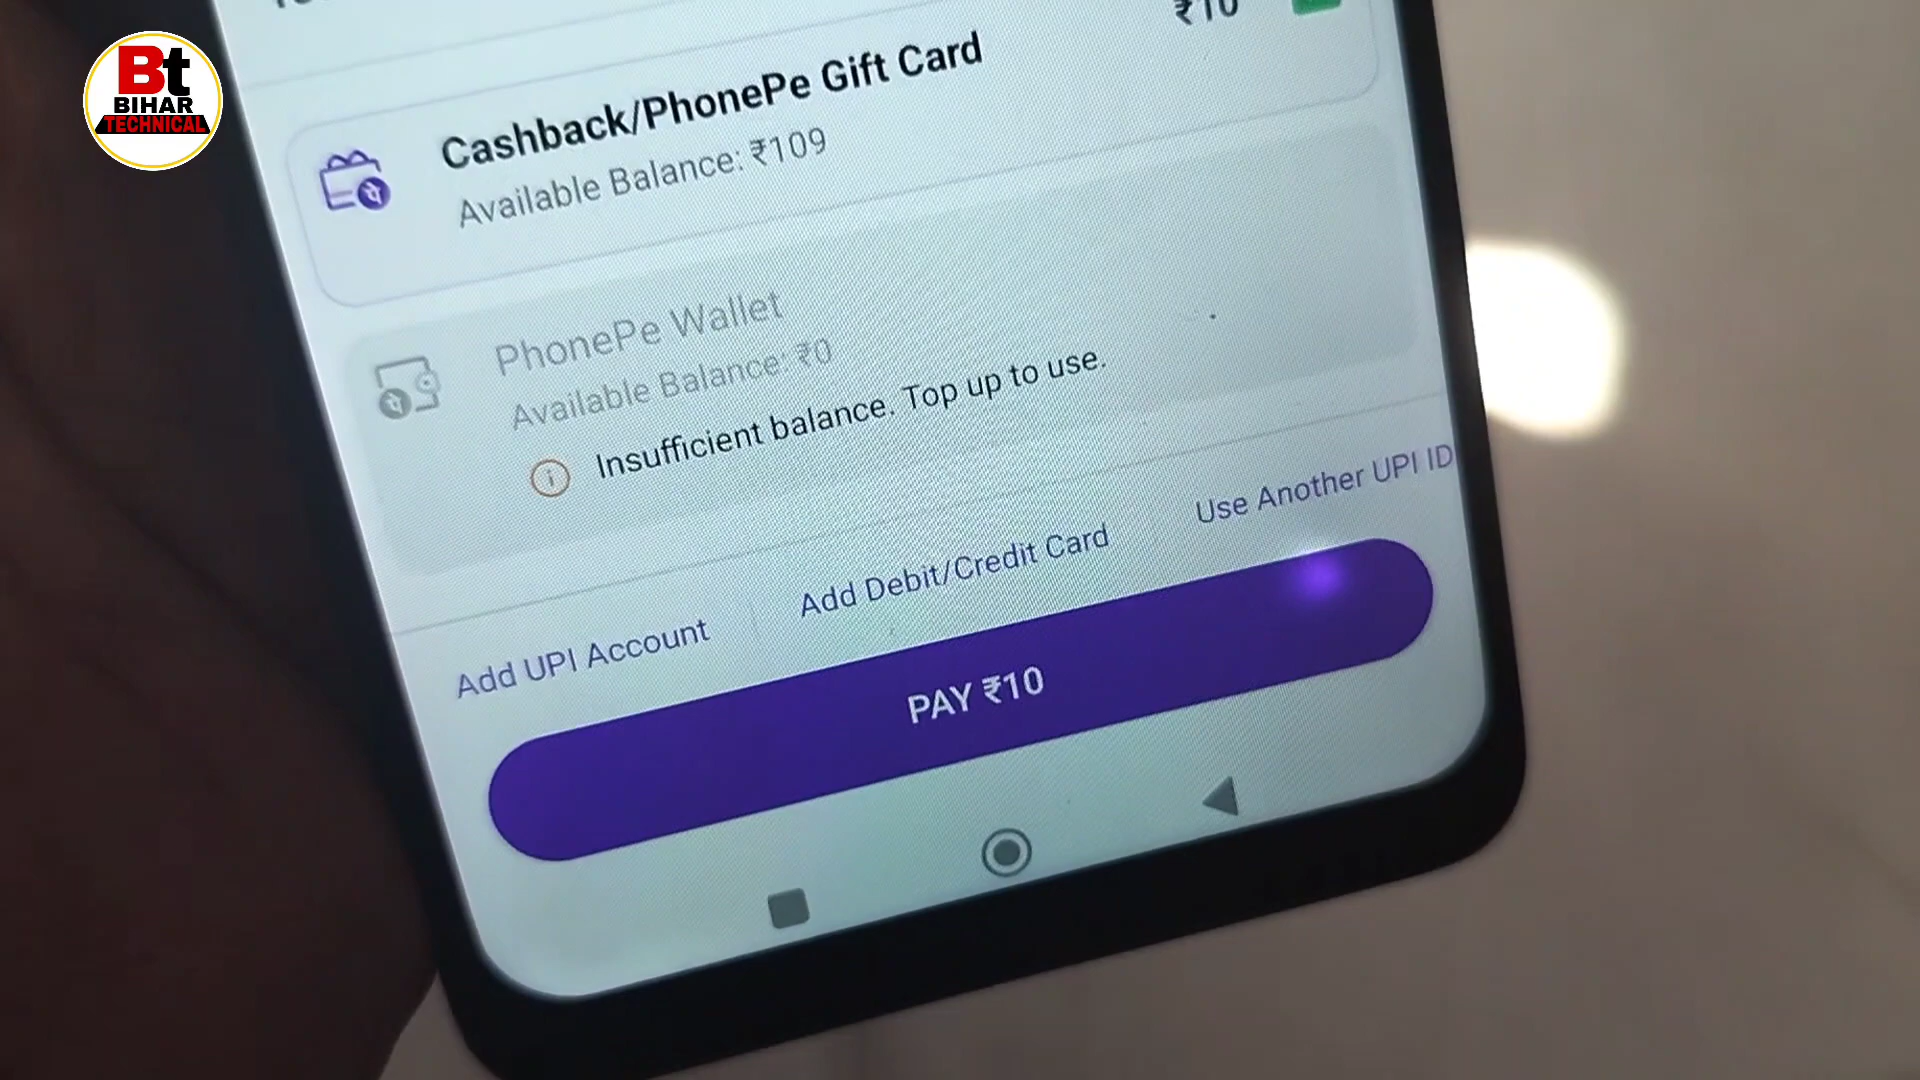 Bt
BIHAR
TECHNICAL
₹10
Cashback/PhonePe Gift Card
Available Balance: ₹109
PhonePe Wallet
Available Balance: ₹0
Insufficient balance. Top up to use.
Add UPI Account
Add Debit/Credit Card
Use Another UPI ID
PAY ₹10